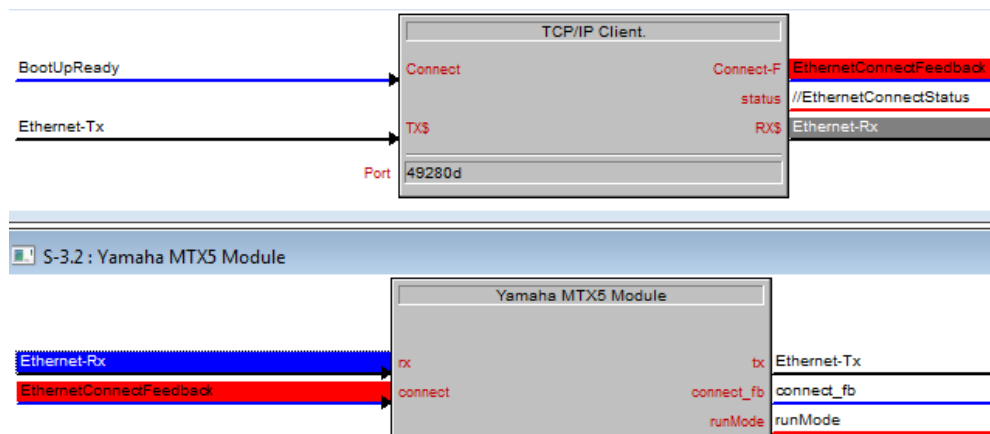 TCP/IP Client.
BootUpReady Connect Connect-F EthernetConnectFeedback
status //EthernetConnectStatus
Ethernet-Tx TX$ RX$ Ethernet-Rx
Port 49280d
S-3.2 : Yamaha MTX5 Module
Yamaha MTX5 Module
Ethernet-Rx rx tx Ethernet-Tx
EthernetConnectFeedback connect connect_fb connect_fb
runMode runMode